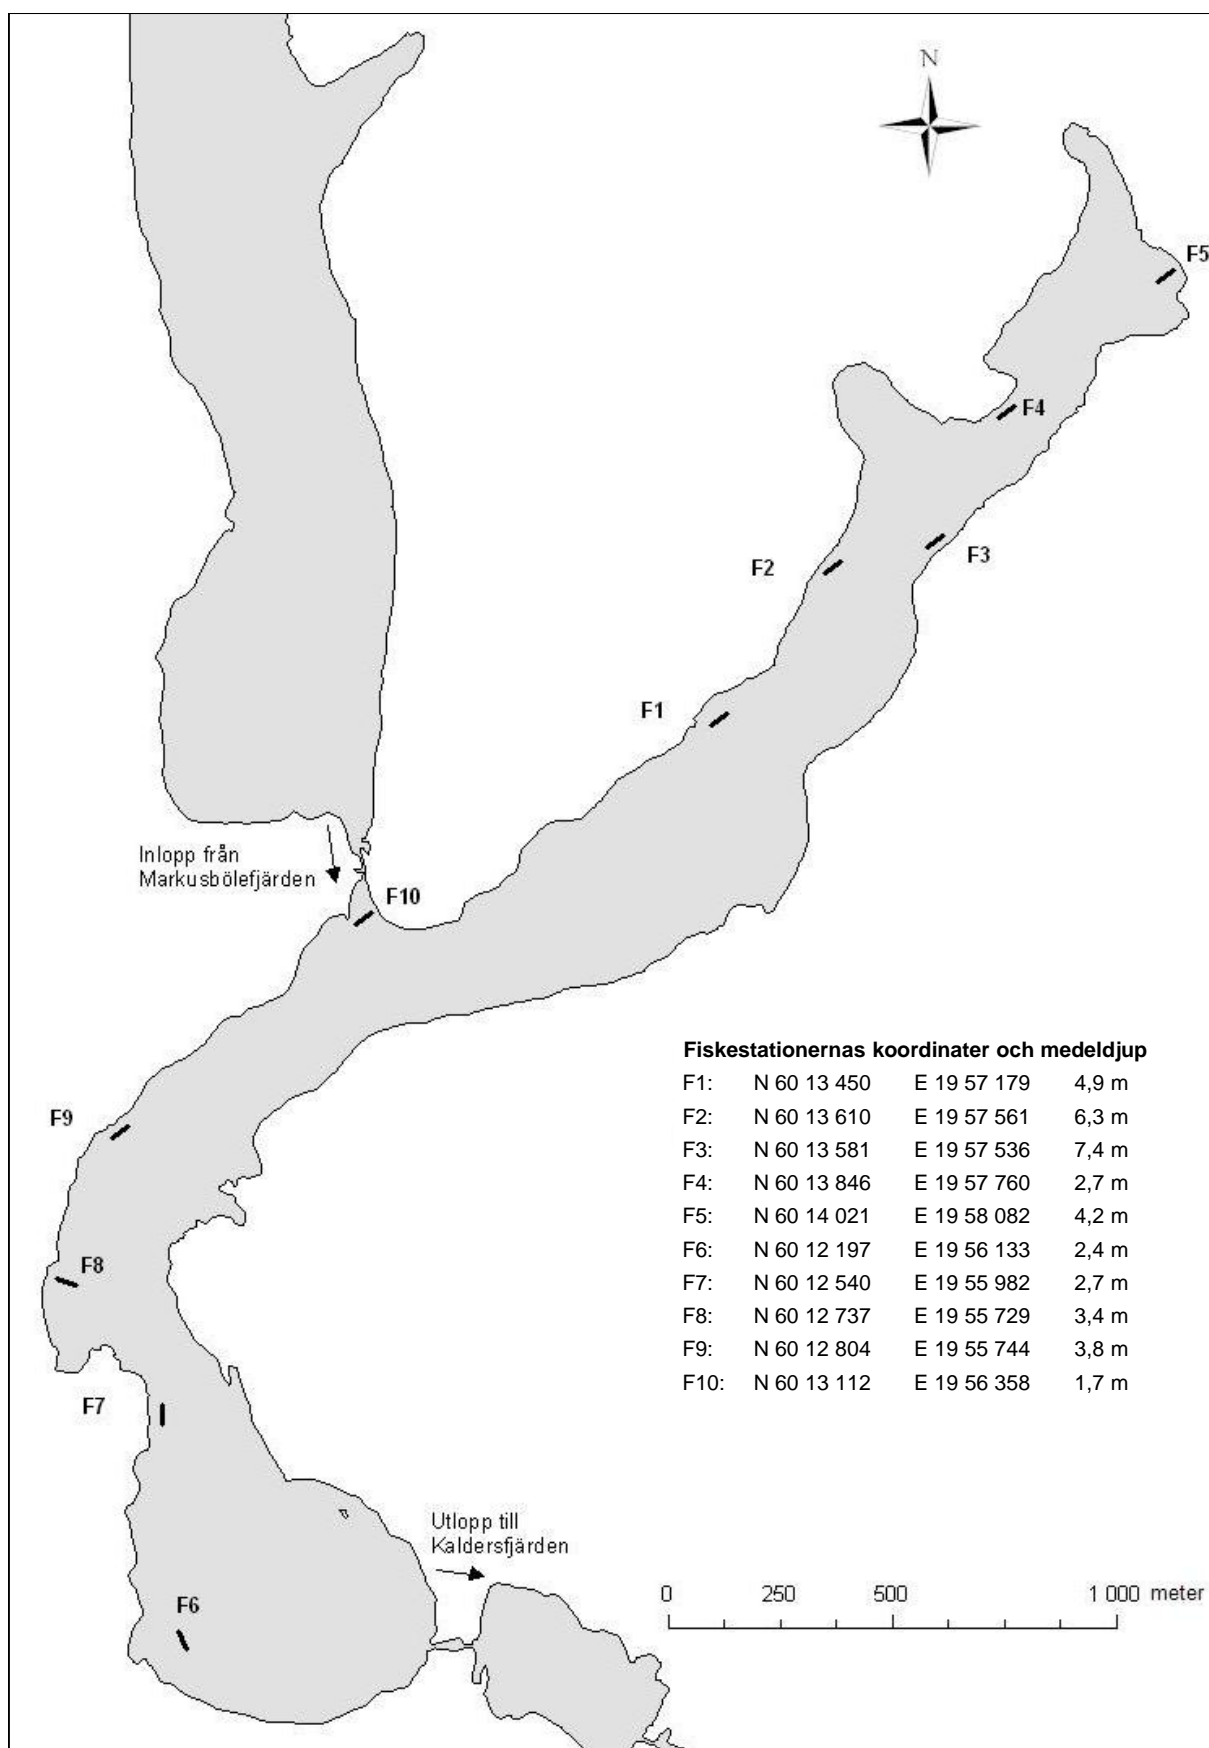 N
F5
F4
F3
F2
F1
Inlopp från
Markusbölefjärden
F10
Fiskestationernas koordinater och medeldjup
F1: N 60 13 450 E 19 57 179 4,9 m
F2: N 60 13 610 E 19 57 561 6,3 m
F3: N 60 13 581 E 19 57 536 7,4 m
F4: N 60 13 846 E 19 57 760 2,7 m
F5: N 60 14 021 E 19 58 082 4,2 m
F6: N 60 12 197 E 19 56 133 2,4 m
F7: N 60 12 540 E 19 55 982 2,7 m
F8: N 60 12 737 E 19 55 729 3,4 m
F9: N 60 12 804 E 19 55 744 3,8 m
F10: N 60 13 112 E 19 56 358 1,7 m
F9
F8
F7
Utlopp till
Kaldersfjärden
F6
0 250 500 1 000 meter